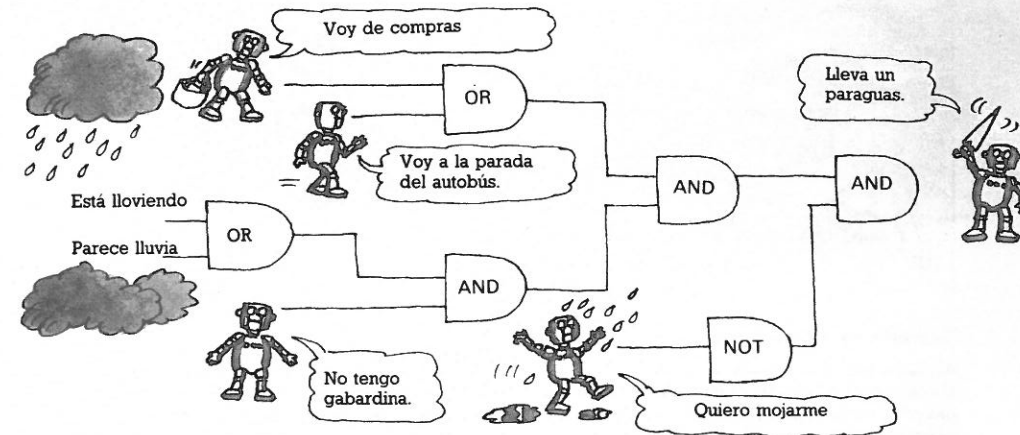 Voy de compras
Lleva un
paraguas.
OR
Voy a la parada
del autobús.
AND
AND
Está lloviendo
OR
Parece lluvia
AND
No tengo
gabardina.
NOT
Quiero mojarme